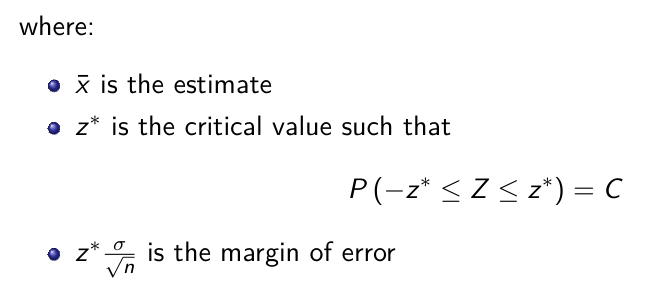 where:
x̄ is the estimate
z* is the critical value such that
P (−z* ≤ Z ≤ z*) = C
z* σ/√n is the margin of error